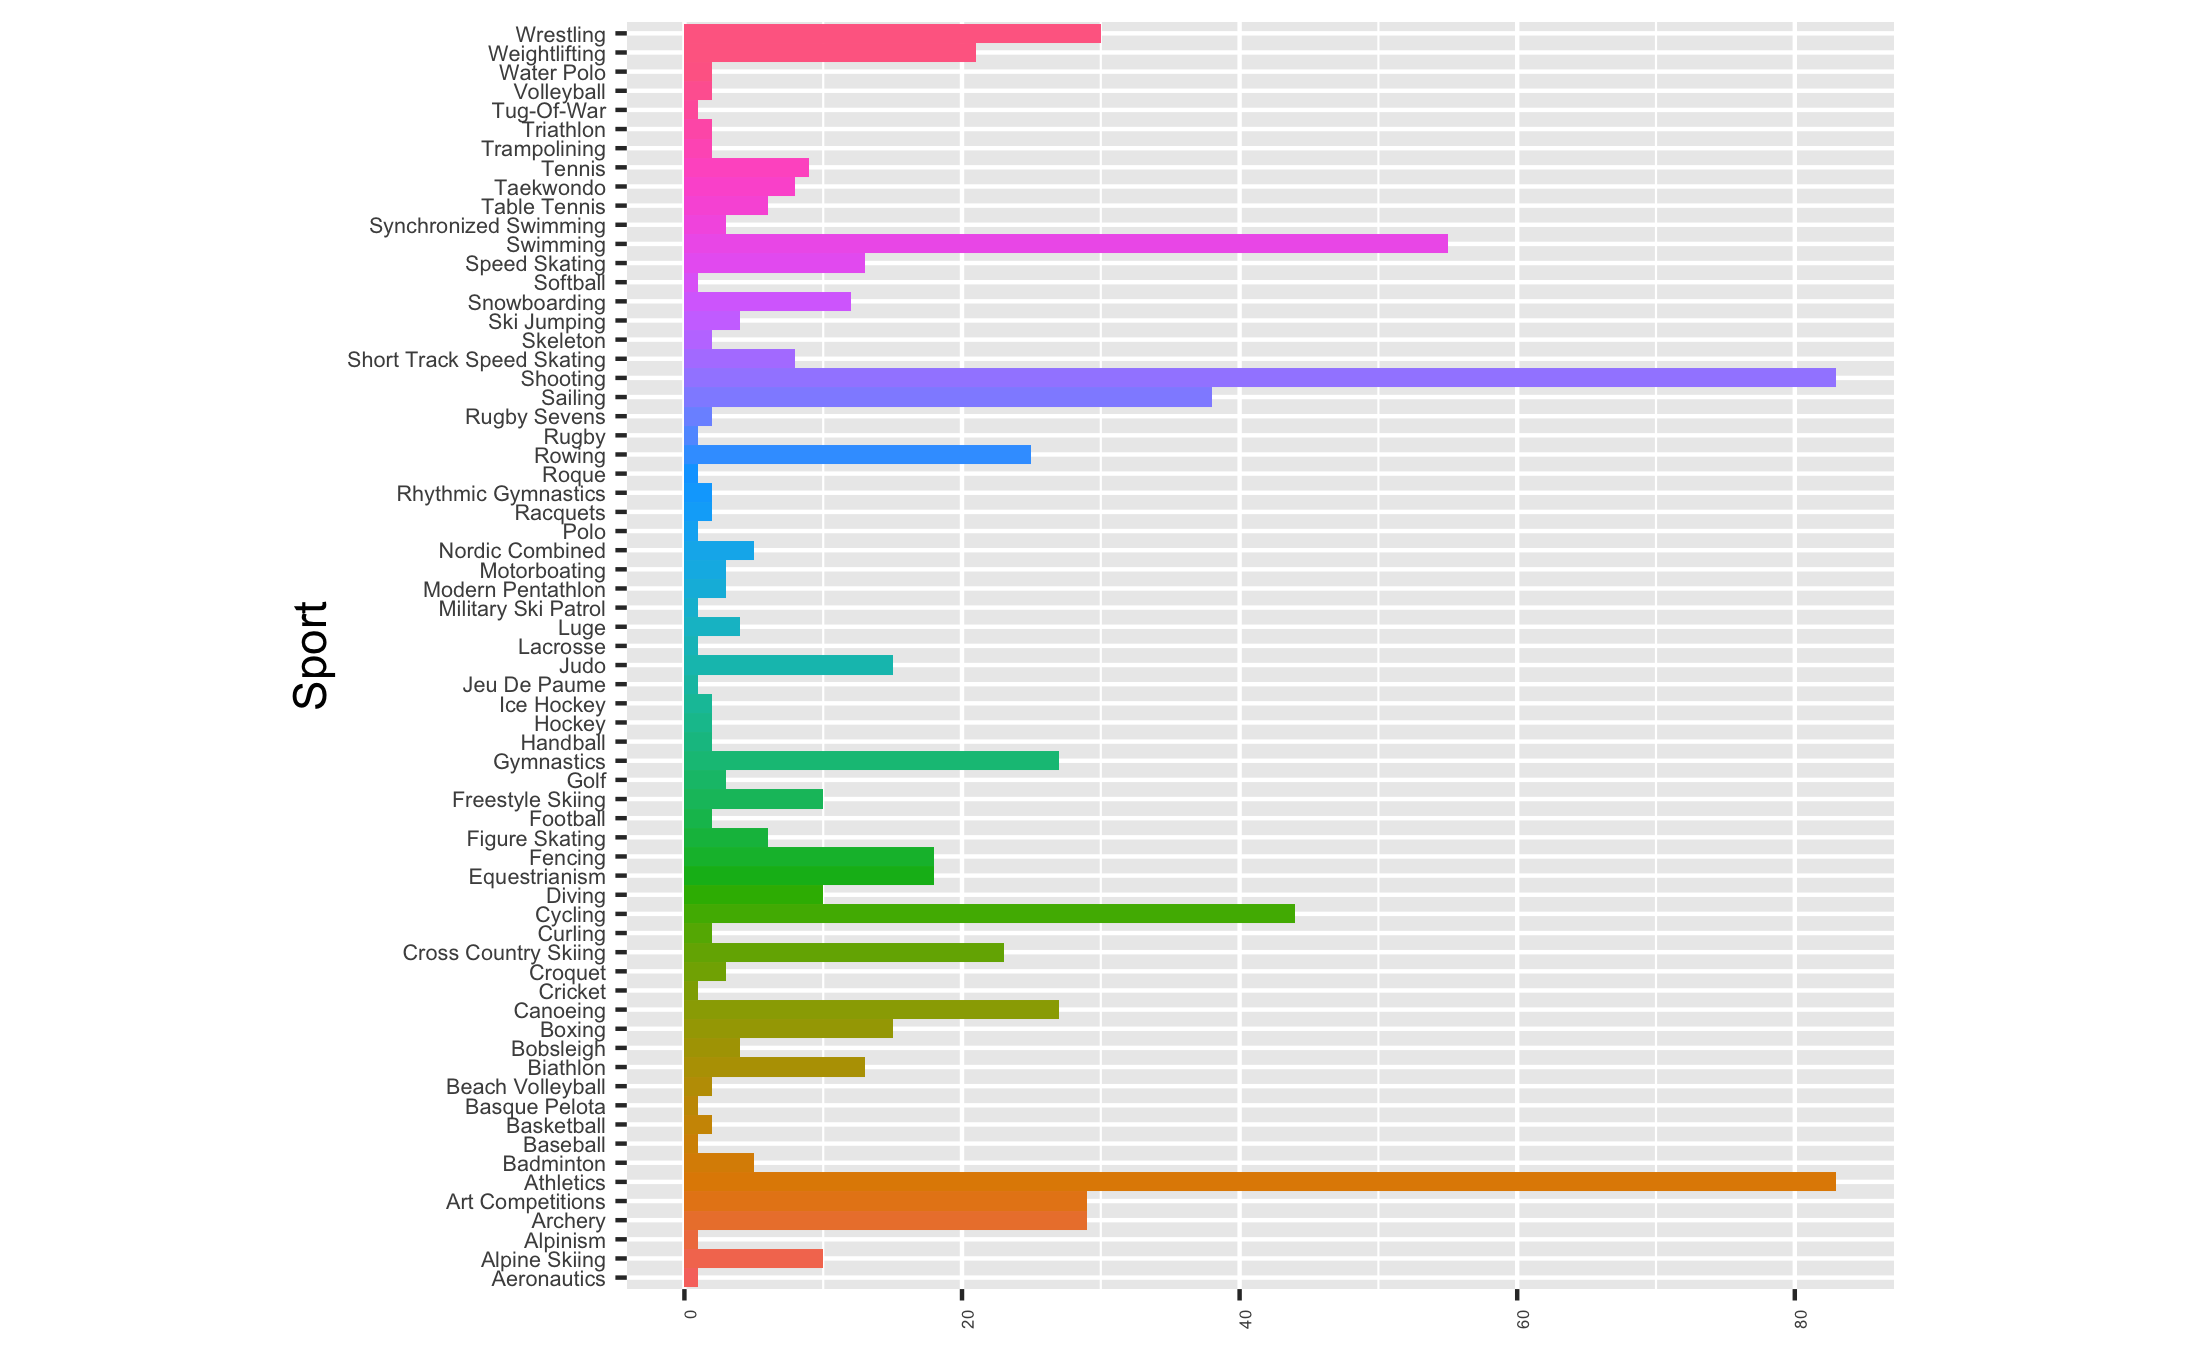 Sport
Wrestling
Weightlifting
Water Polo
Volleyball
Tug-Of-War
Triathlon
Trampolining
Tennis
Taekwondo
Table Tennis
Synchronized Swimming
Swimming
Speed Skating
Softball
Snowboarding
Ski Jumping
Skeleton
Short Track Speed Skating
Shooting
Sailing
Rugby Sevens
Rugby
Rowing
Roque
Rhythmic Gymnastics
Racquets
Polo
Nordic Combined
Motorboating
Modern Pentathlon
Military Ski Patrol
Luge
Lacrosse
Judo
Jeu De Paume
Ice Hockey
Hockey
Handball
Gymnastics
Golf
Freestyle Skiing
Football
Figure Skating
Fencing
Equestrianism
Diving
Cycling
Curling
Cross Country Skiing
Croquet
Cricket
Canoeing
Boxing
Bobsleigh
Biathlon
Beach Volleyball
Basque Pelota
Basketball
Baseball
Badminton
Athletics
Art Competitions
Archery
Alpinism
Alpine Skiing
Aeronautics
0
20
40
60
80